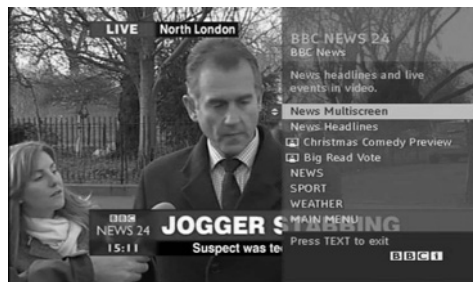 LIVE North London
BBC NEWS 24
BBC News
News headlines and live
events in video.
News Multiscreen
News Headlines
Christmas Comedy Preview
Big Read Vote
NEWS
SPORT
WEATHER
MAIN MENU
Press TEXT to exit
BBCi
BBC
NEWS 24
15:11
JOGGER STABBING
Suspect was